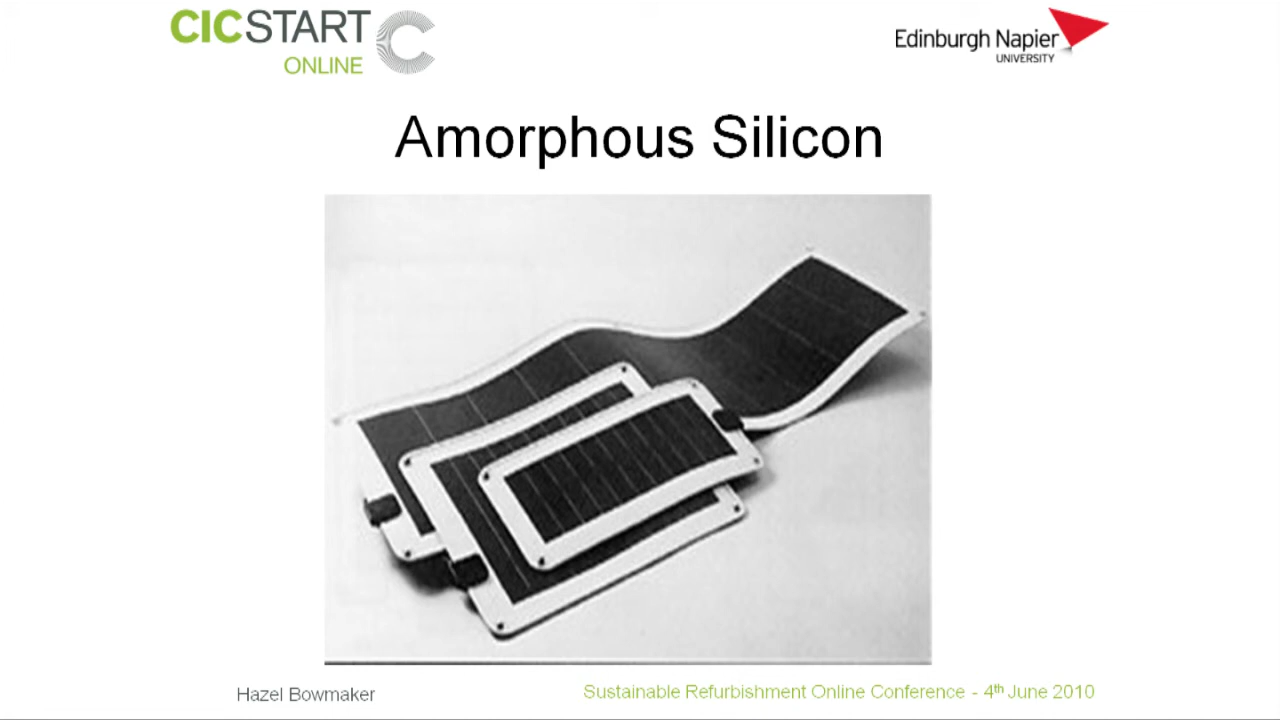 CICSTART
ONLINE
Edinburgh Napier
UNIVERSITY
Amorphous Silicon
Hazel Bowmaker
Sustainable Refurbishment Online Conference - 4th June 2010